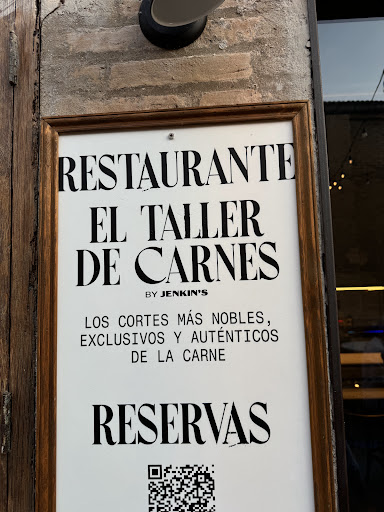 RESTAURANTE
EL TALLER
DE CARNES
BY JENKIN'S
LOS CORTES MÁS NOBLES,
EXCLUSIVOS Y AUTÉNTICOS
DE LA CARNE
RESERVAS